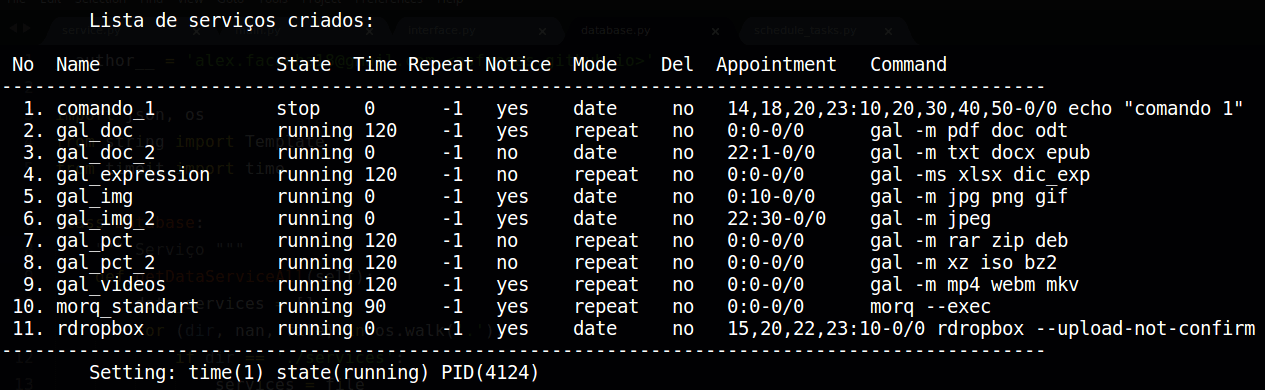 Lista de serviços criados:
No Name State Time Repeat Notice Mode Del Appointment Command
-----------------------------------------------------------------------------------------------
1. comando_1 stop 0 -1 yes date no 14,18,20,23:10,20,30,40,50-0/0 echo "comando 1"
2. gal_doc running 120 -1 yes repeat no 0:0-0/0 gal -m pdf doc odt
3. gal_doc_2 running 0 -1 no date no 22:1-0/0 gal -m txt docx epub
4. gal_expression running 120 -1 no repeat no 0:0-0/0 gal -ms xlsx dic_exp
5. gal_img running 0 -1 yes date no 0:10-0/0 gal -m jpg png gif
6. gal_img_2 running 0 -1 yes date no 22:30-0/0 gal -m jpeg
7. gal_pct running 120 -1 no repeat no 0:0-0/0 gal -m rar zip deb
8. gal_pct_2 running 120 -1 no repeat no 0:0-0/0 gal -m xz iso bz2
9. gal_videos running 120 -1 yes repeat no 0:0-0/0 gal -m mp4 webm mkv
10. morq_standart running 90 -1 yes repeat no 0:0-0/0 morq --exec
11. rdropbox running 0 -1 yes date no 15,20,22,23:10-0/0 rdropbox --upload-not-confirm
-----------------------------------------------------------------------------------------------
Setting: time(1) state(running) PID(4124)